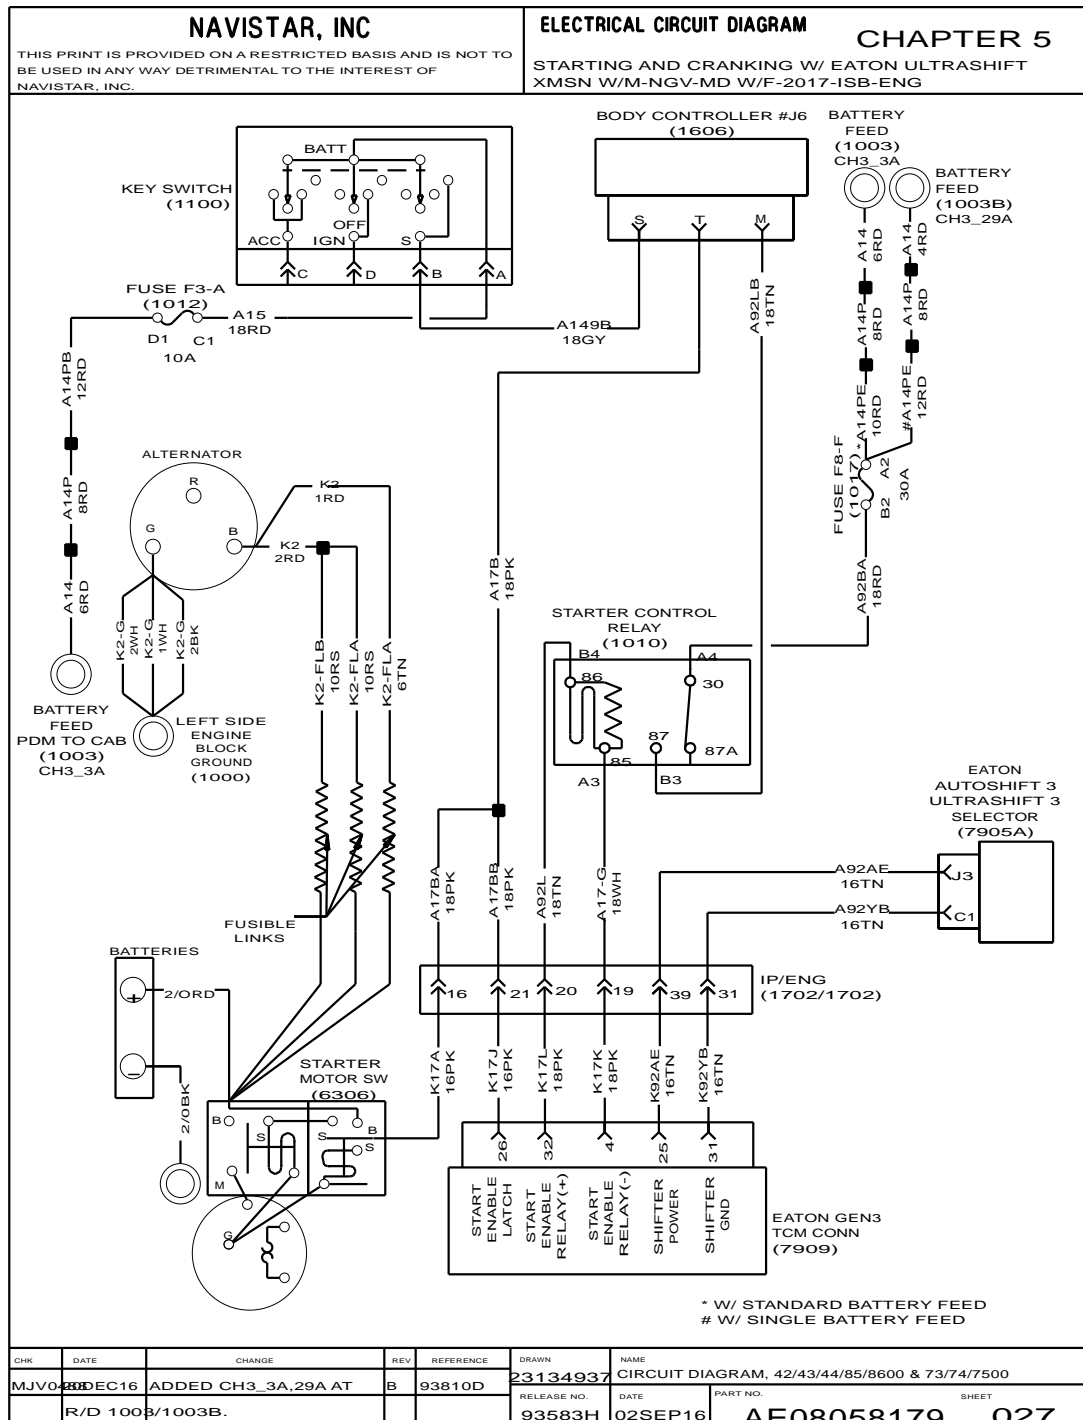 NAVISTAR, INC
THIS PRINT IS PROVIDED ON A RESTRICTED BASIS AND IS NOT TO
BE USED IN ANY WAY DETRIMENTAL TO THE INTEREST OF
NAVISTAR, INC.
ELECTRICAL CIRCUIT DIAGRAM
CHAPTER 5
STARTING AND CRANKING W/ EATON ULTRASHIFT
XMSN W/M-NGV-MD W/F-2017-ISB-ENG
KEY SWITCH
(1100)
BATT
OFF
ACC
IGN
S
C
D
B
A
BODY CONTROLLER #J6
(1606)
S
T
M
BATTERY
FEED
(1003)
CH3_3A
BATTERY
FEED
(1003B)
CH3_29A
A14
6RD
A14
4RD
A14P
8RD
A14P
8RD
*A14PE
10RD
#A14PE
12RD
FUSE F8-F
(1017)
A2
B2
30A
A92BA
18RD
FUSE F3-A
(1012)
D1
C1
10A
A15
18RD
A149B
18GY
A92LB
18TN
A14PB
12RD
A14P
8RD
A14
6RD
BATTERY
FEED
PDM TO CAB
(1003)
CH3_3A
ALTERNATOR
R
G
B
K2
1RD
K2
2RD
K2-G
2WH
K2-G
1WH
K2-G
2BK
LEFT SIDE
ENGINE
BLOCK
GROUND
(1000)
K2-FLB
10RS
K2-FLA
10RS
K2-FLA
6TN
FUSIBLE
LINKS
A17B
18PK
STARTER CONTROL
RELAY
(1010)
B4
A4
86
30
87
87A
85
A3
B3
EATON
AUTOSHIFT 3
ULTRASHIFT 3
SELECTOR
(7905A)
J3
C1
A92AE
16TN
A92YB
16TN
A17BA
18PK
A17BB
18PK
A92L
18TN
A17-G
18WH
IP/ENG
(1702/1702)
16
21
20
19
39
31
K17A
16PK
K17J
16PK
K17L
18PK
K17K
18PK
K92AE
16TN
K92YB
16TN
BATTERIES
+
−
2/0RD
2/0BK
STARTER
MOTOR SW
(6306)
B
S
S
B
S
M
G
26
32
4
25
31
START
ENABLE
LATCH
START
ENABLE
RELAY(+)
START
ENABLE
RELAY(-)
SHIFTER
POWER
SHIFTER
GND
EATON GEN3
TCM CONN
(7909)
* W/ STANDARD BATTERY FEED
# W/ SINGLE BATTERY FEED
CHK DATE CHANGE REV REFERENCE
ADDED CH3_3A,29A AT B 93810D
R/D 1003/1003B.
DRAWN
23134937
NAME
CIRCUIT DIAGRAM, 42/43/44/85/8600 & 73/74/7500
RELEASE NO.
93583H
DATE
02SEP16
PART NO.
AE08058179
SHEET
027